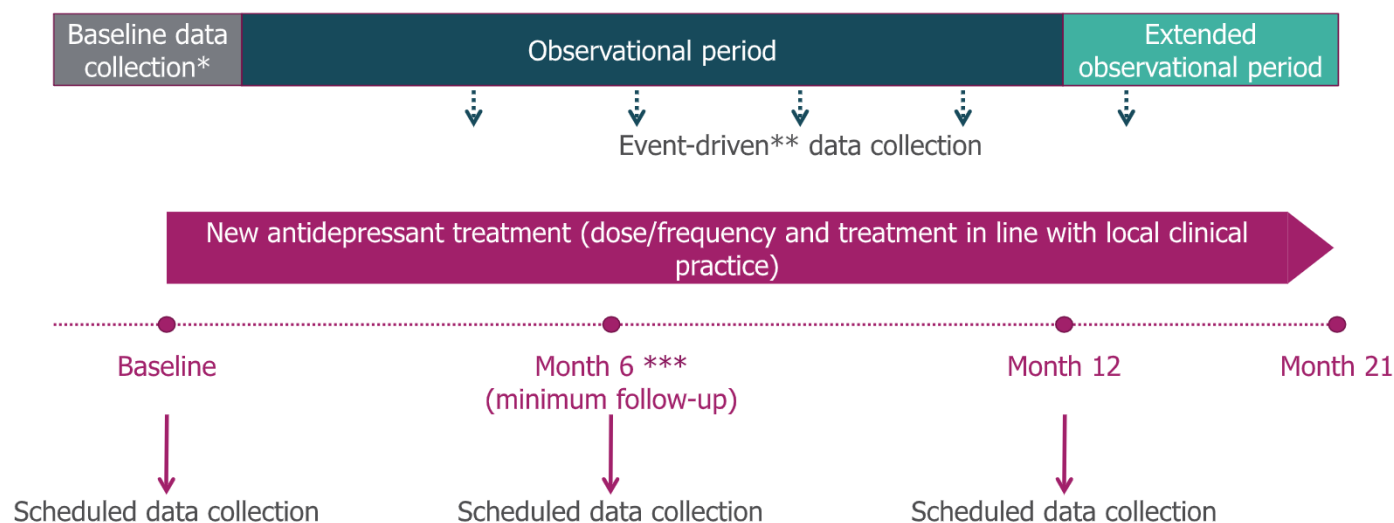 Baseline data
collection*
Observational period
Extended
observational period
Event-driven** data collection
New antidepressant treatment (dose/frequency and treatment in line with local clinical
practice)
Baseline
Month 6 ***
(minimum follow-up)
Month 12
Month 21
Scheduled data collection
Scheduled data collection
Scheduled data collection